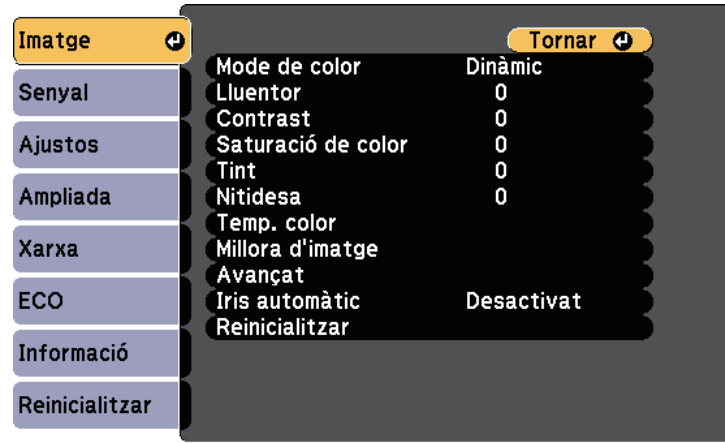 Imatge
Senyal
Ajustos
Ampliada
Xarxa
ECO
Informació
Reinicialitzar
Tornar
Mode de color Dinàmic
Lluentor 0
Contrast 0
Saturació de color 0
Tint 0
Nitidesa 0
Temp. color
Millora d'imatge
Avançat
Iris automàtic Desactivat
Reinicialitzar